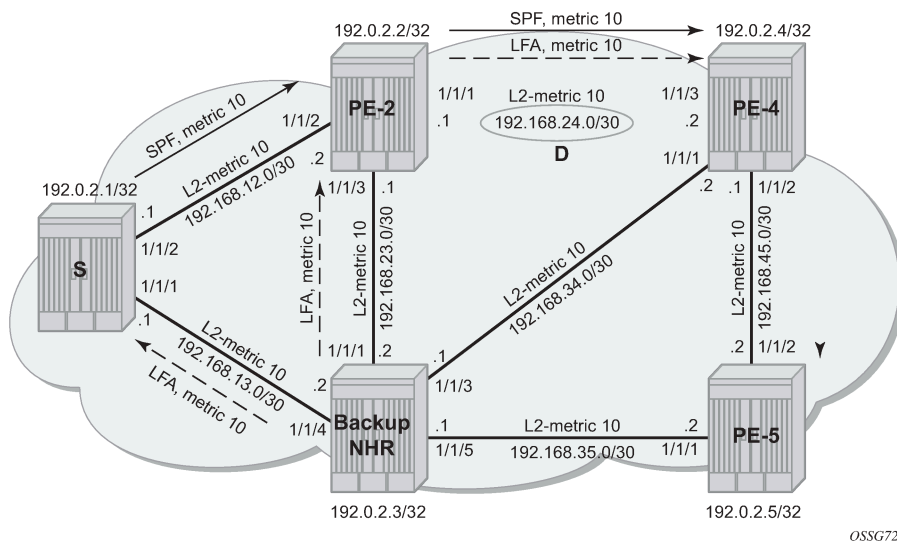 192.0.2.2/32
SPF, metric 10
192.0.2.4/32
LFA, metric 10
PE-2
1/1/1
L2-metric 10
1/1/3
PE-4
.1
192.168.24.0/30
.2
D
SPF, metric 10
1/1/2
.2
L2-metric 10
192.168.12.0/30
1/1/1
.2
.1
1/1/2
192.0.2.1/32
.1
1/1/2
S
1/1/1
.1
1/1/3
.1
LFA, metric 10
L2-metric 10
192.168.23.0/30
L2-metric 10
192.168.34.0/30
L2-metric 10
192.168.45.0/30
L2-metric 10
192.168.13.0/30
LFA, metric 10
1/1/1
.2
.2
1/1/2
.2
1/1/4
Backup
NHR
.1
1/1/3
.1
1/1/5
L2-metric 10
192.168.35.0/30
.2
1/1/1
PE-5
192.0.2.3/32
192.0.2.5/32
OSSG72